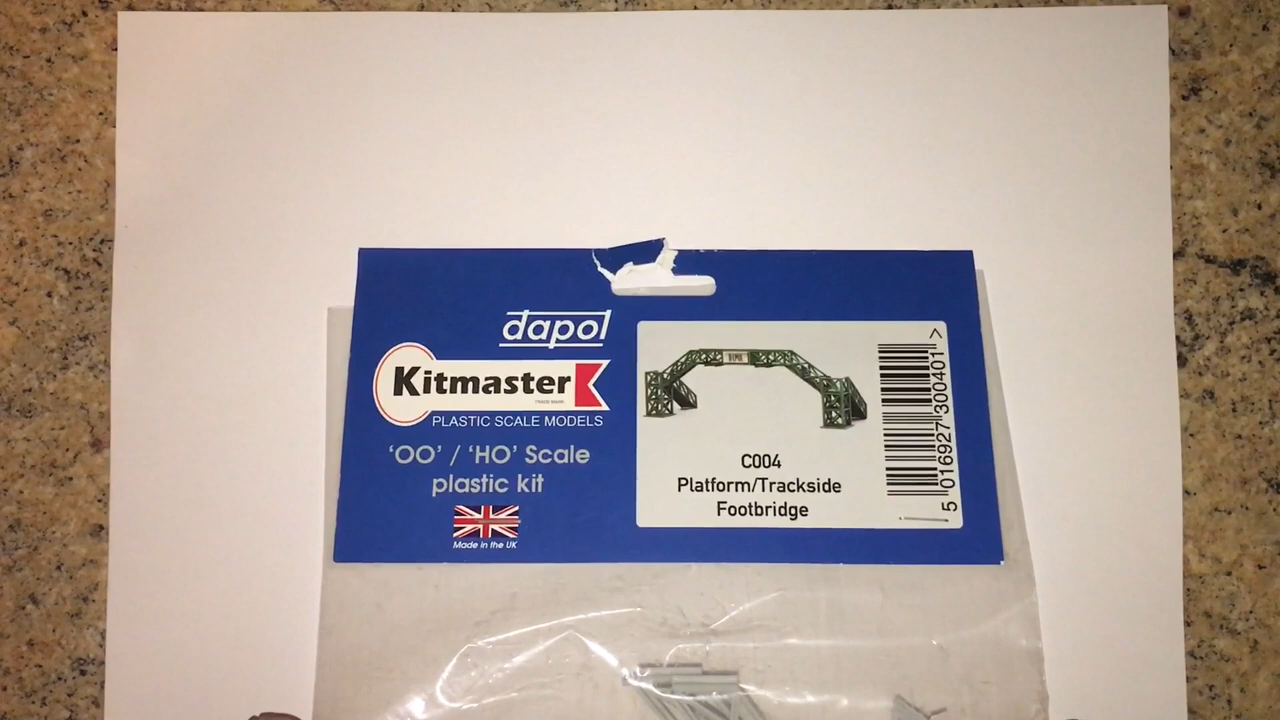 dapol
Kitmaster
TRADE MARK
PLASTIC SCALE MODELS
‘OO’ / ‘HO’ Scale
plastic kit
Made in the UK
C004
Platform/Trackside
Footbridge
5 016927 300401 >